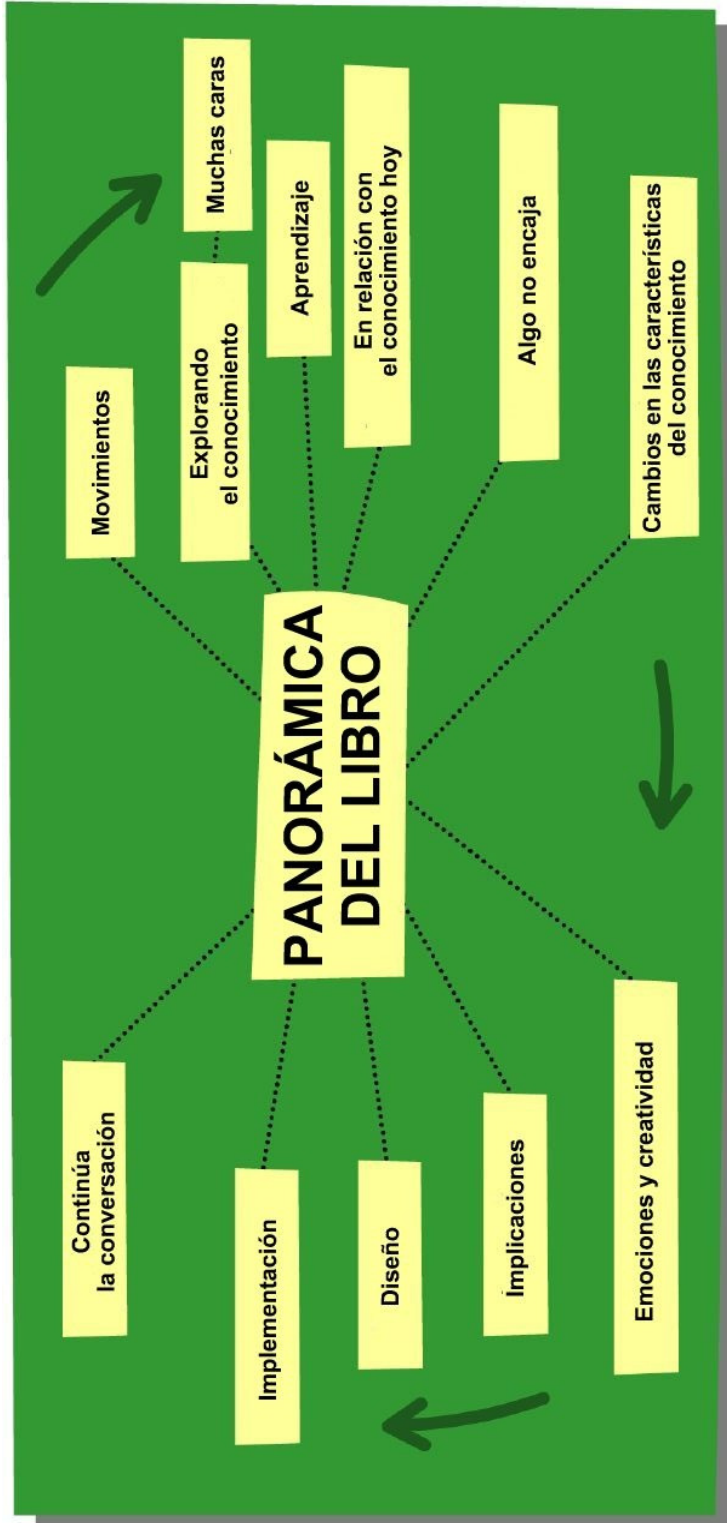 PANORÁMICA
DEL LIBRO
Movimientos
Explorando
el conocimiento
Muchas caras
Aprendizaje
En relación con
el conocimiento hoy
Algo no encaja
Cambios en las características
del conocimiento
Emociones y creatividad
Implicaciones
Diseño
Implementación
Continúa
la conversación